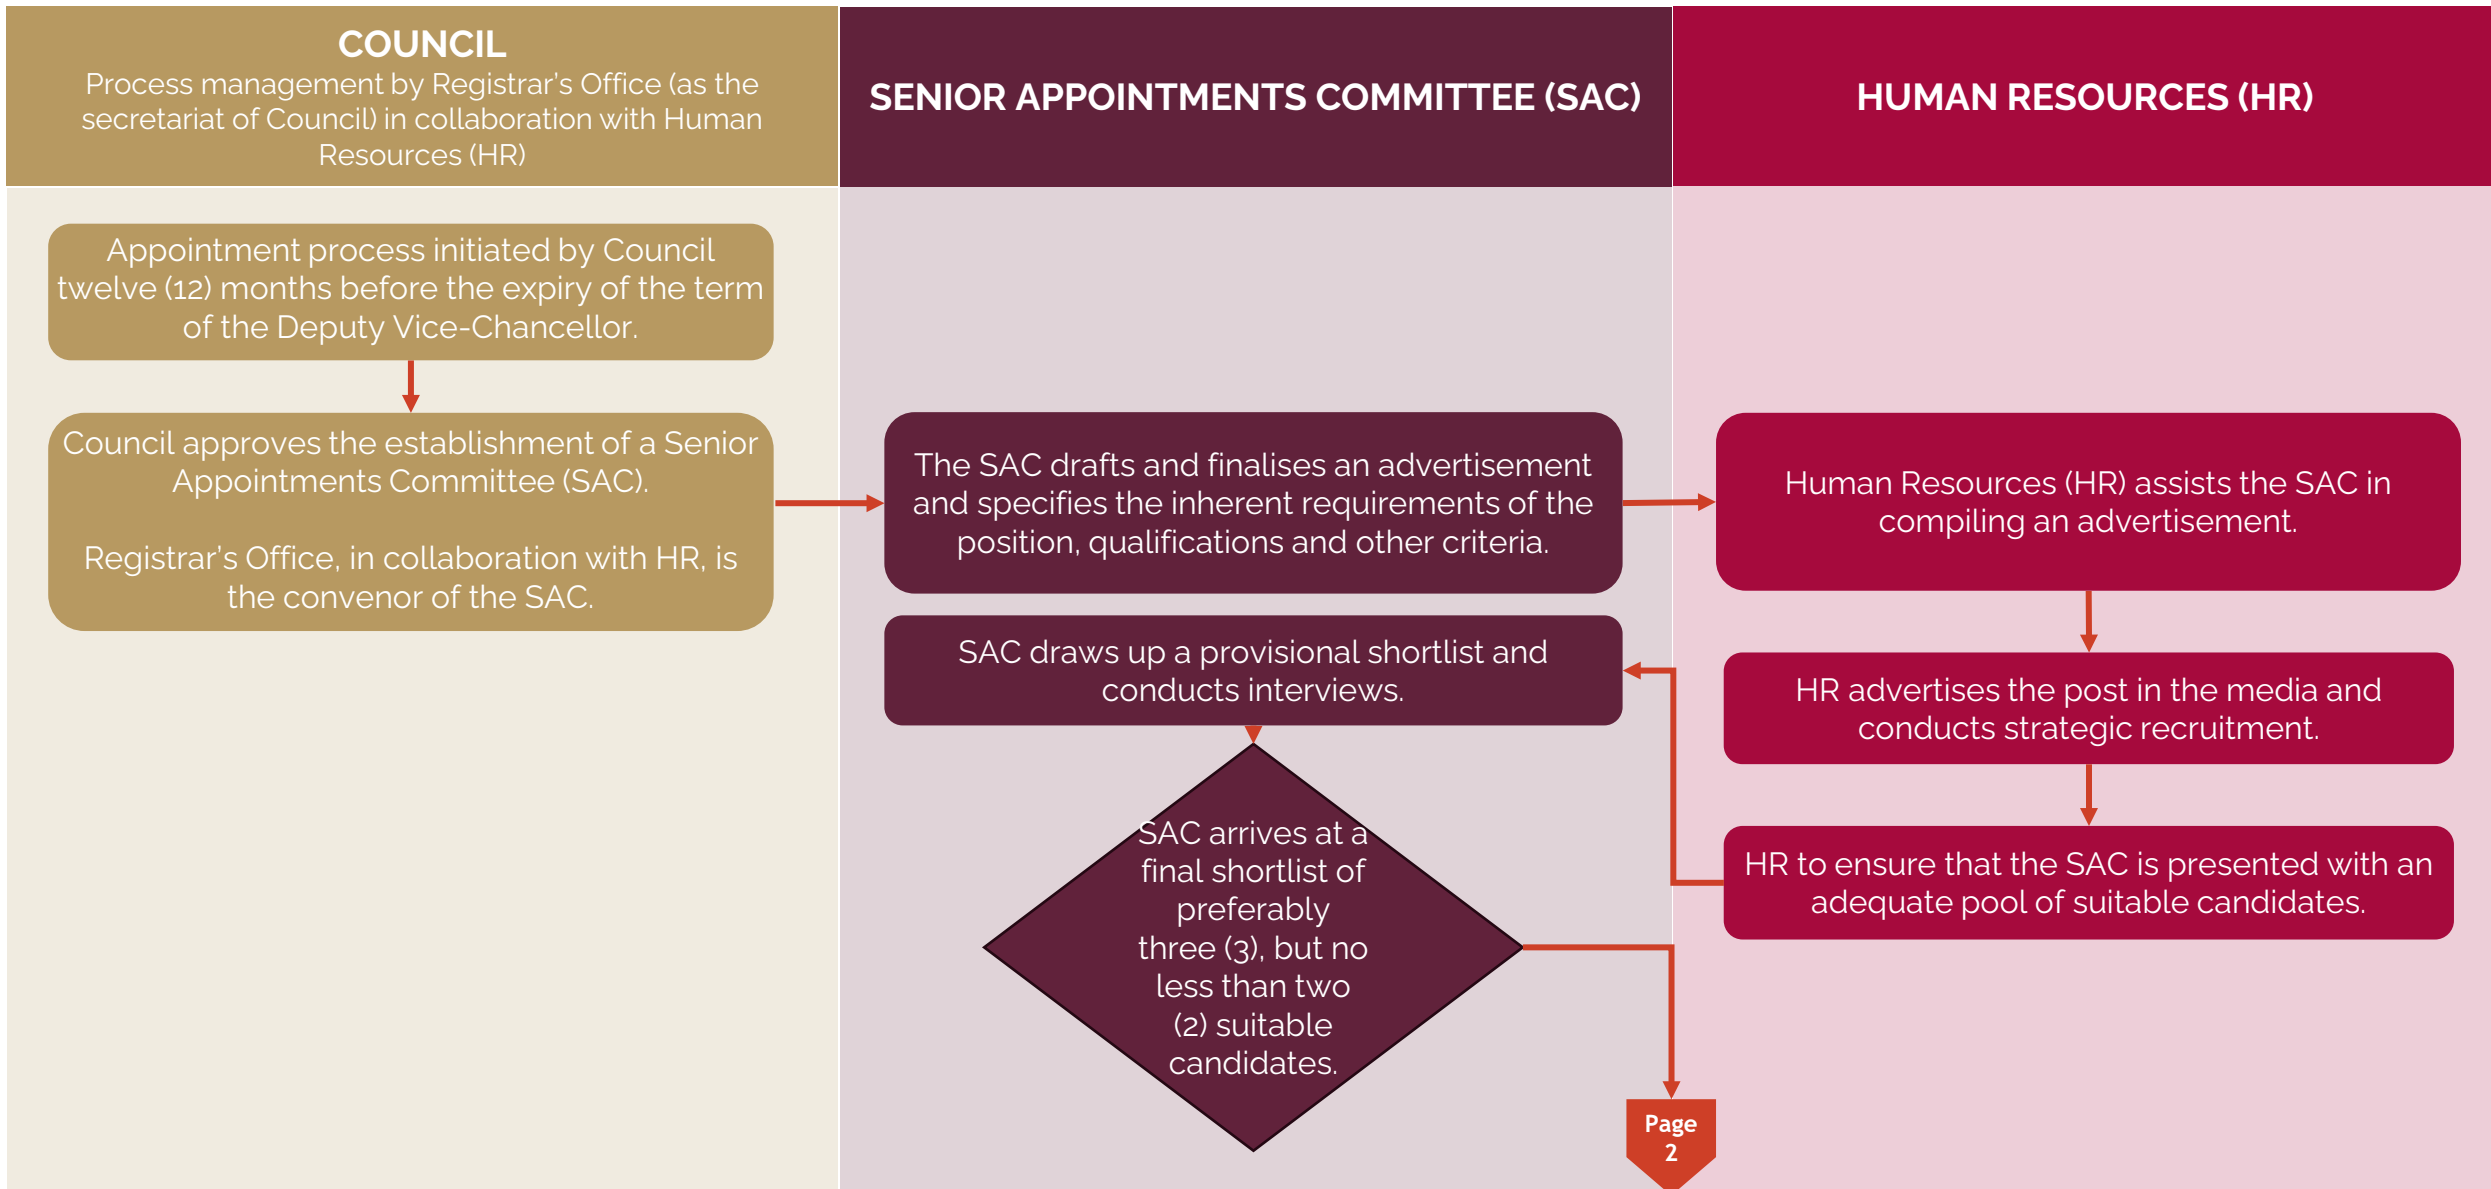 COUNCIL
Process management by Registrar's Office (as the
secretariat of Council) in collaboration with Human
Resources (HR)
SENIOR APPOINTMENTS COMMITTEE (SAC)
HUMAN RESOURCES (HR)
Appointment process initiated by Council
twelve (12) months before the expiry of the term
of the Deputy Vice-Chancellor.
Council approves the establishment of a Senior
Appointments Committee (SAC).
Registrar's Office, in collaboration with HR, is
the convenor of the SAC.
The SAC drafts and finalises an advertisement
and specifies the inherent requirements of the
position, qualifications and other criteria.
Human Resources (HR) assists the SAC in
compiling an advertisement.
HR advertises the post in the media and
conducts strategic recruitment.
HR to ensure that the SAC is presented with an
adequate pool of suitable candidates.
SAC draws up a provisional shortlist and
conducts interviews.
SAC arrives at a
final shortlist of
preferably
three (3), but no
less than two
(2) suitable
candidates.
Page
2